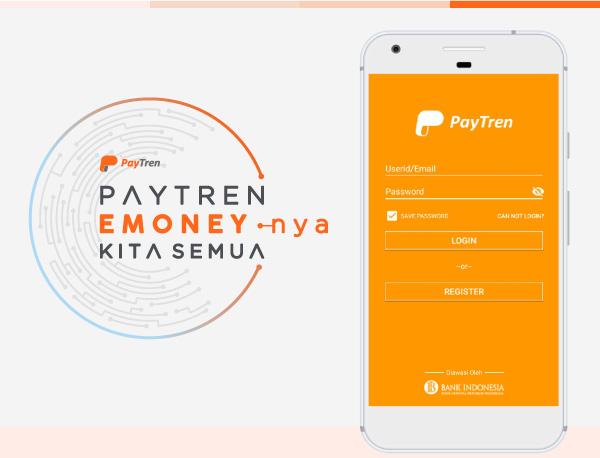 PayTren
PAYTREN
EMONEY-nya
KITA SEMUA
PayTren
Userid/Email
Password
SAVE PASSWORD
CAN NOT LOGIN?
LOGIN
--or--
REGISTER
Diawasi Oleh
BANK INDONESIA